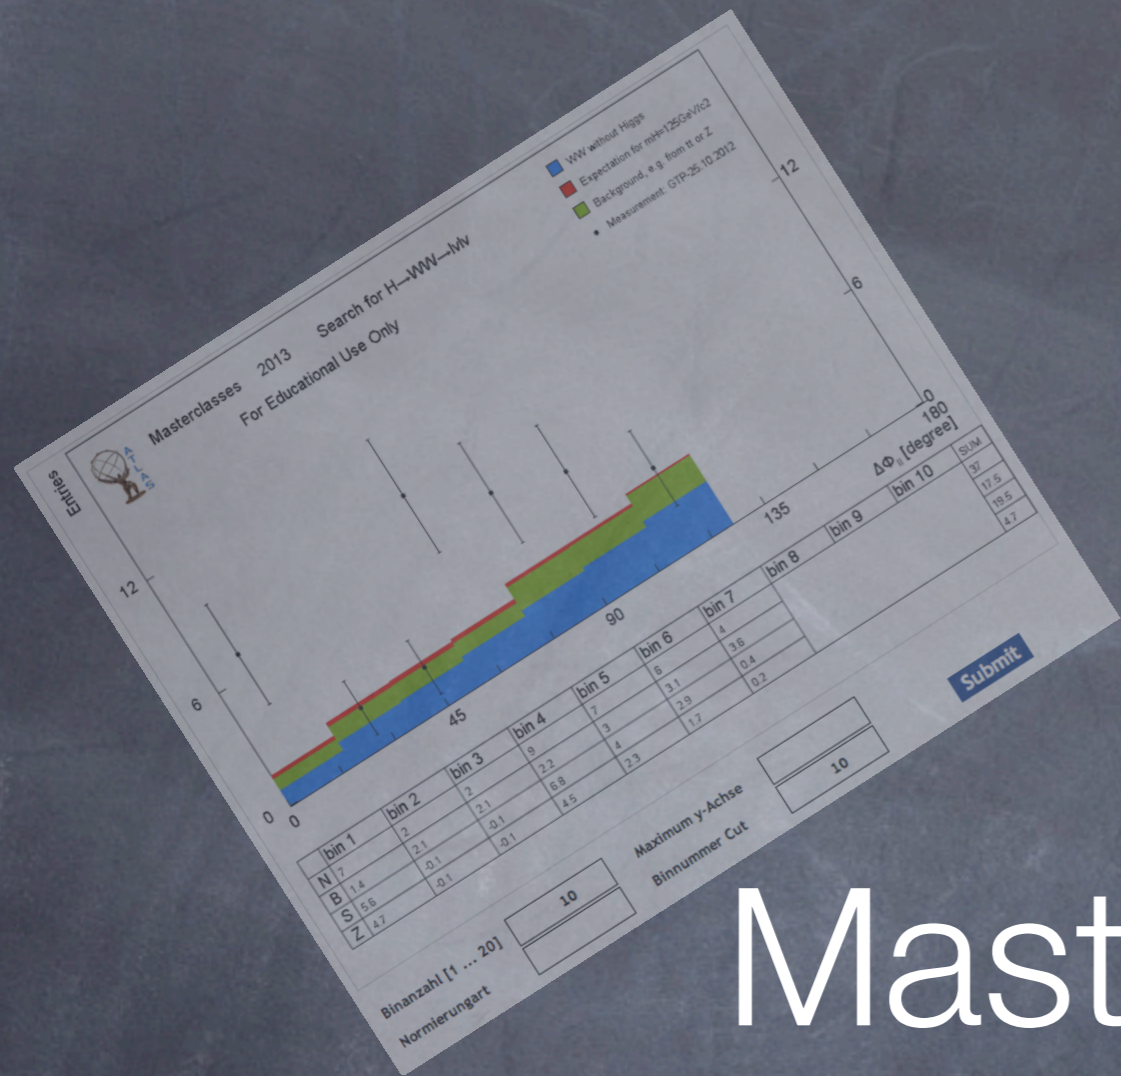 WW without Higgs
Expectation for mH=125GeV/c2
Background, e.g. from tt or Z
Measurement: GTP-25.10.2012
ATLAS
Masterclasses 2013 Search for H→WW→lνlν
For Educational Use Only
Entries
12
6
0
12
6
0
0
45
90
135
180
ΔΦll [degree]
bin 1 bin 2 bin 3 bin 4 bin 5 bin 6 bin 7 bin 8 bin 9 bin 10 SUM
N 7 2 2 9 7 6 4 37
B 1.4 2.1 2.1 2.2 3 3.1 3.6 17.5
S 5.6 -0.1 -0.1 6.8 4 2.9 0.4 19.5
Z 4.7 -0.1 -0.1 4.5 2.3 1.7 0.2 4.7
Binanzahl [1 ... 20] 10 Maximum y-Achse
Normierungart Binnummer Cut 10
Submit
Mast